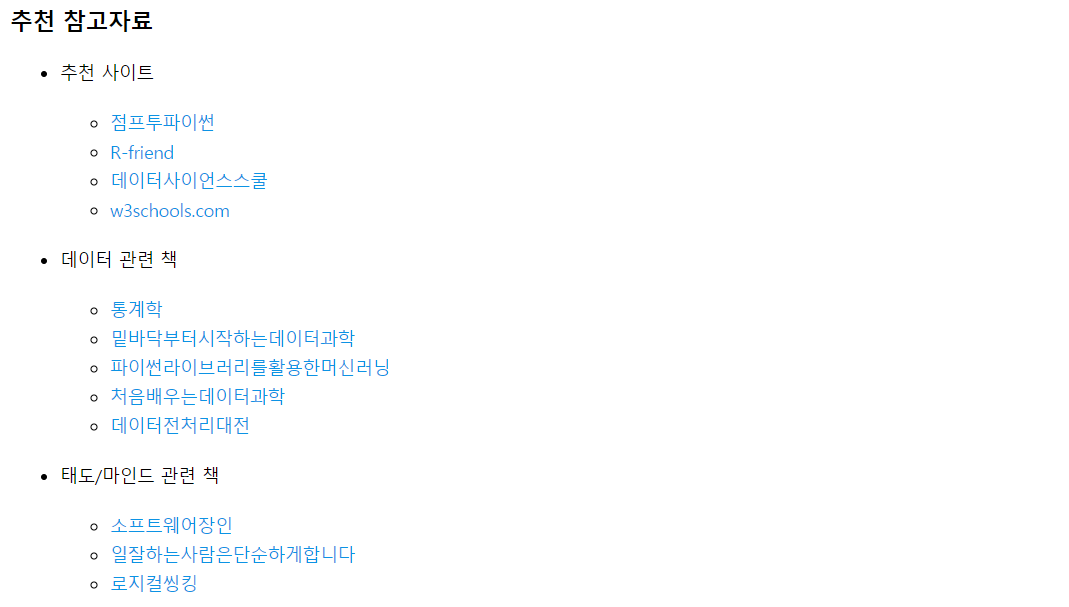 추천 참고자료
추천 사이트
점프투파이썬
R-friend
데이터사이언스스쿨
w3schools.com
데이터 관련 책
통계학
밑바닥부터시작하는데이터과학
파이썬라이브러리를활용한머신러닝
처음배우는데이터과학
데이터전처리대전
태도/마인드 관련 책
소프트웨어장인
일잘하는사람은단순하게합니다
로지컬씽킹